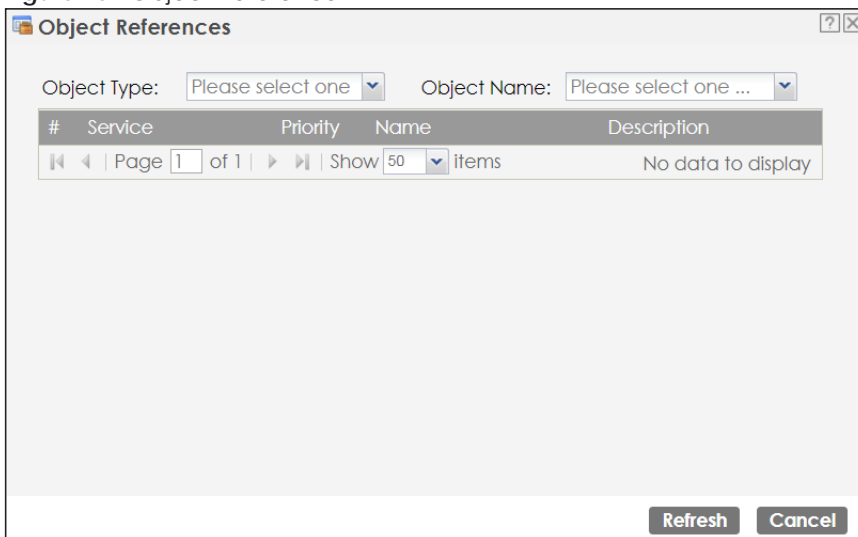 Object References
Object Type: Please select one Object Name: Please select one ...
# Service Priority Name Description
Page 1 of 1 Show 50 items No data to display
Refresh Cancel